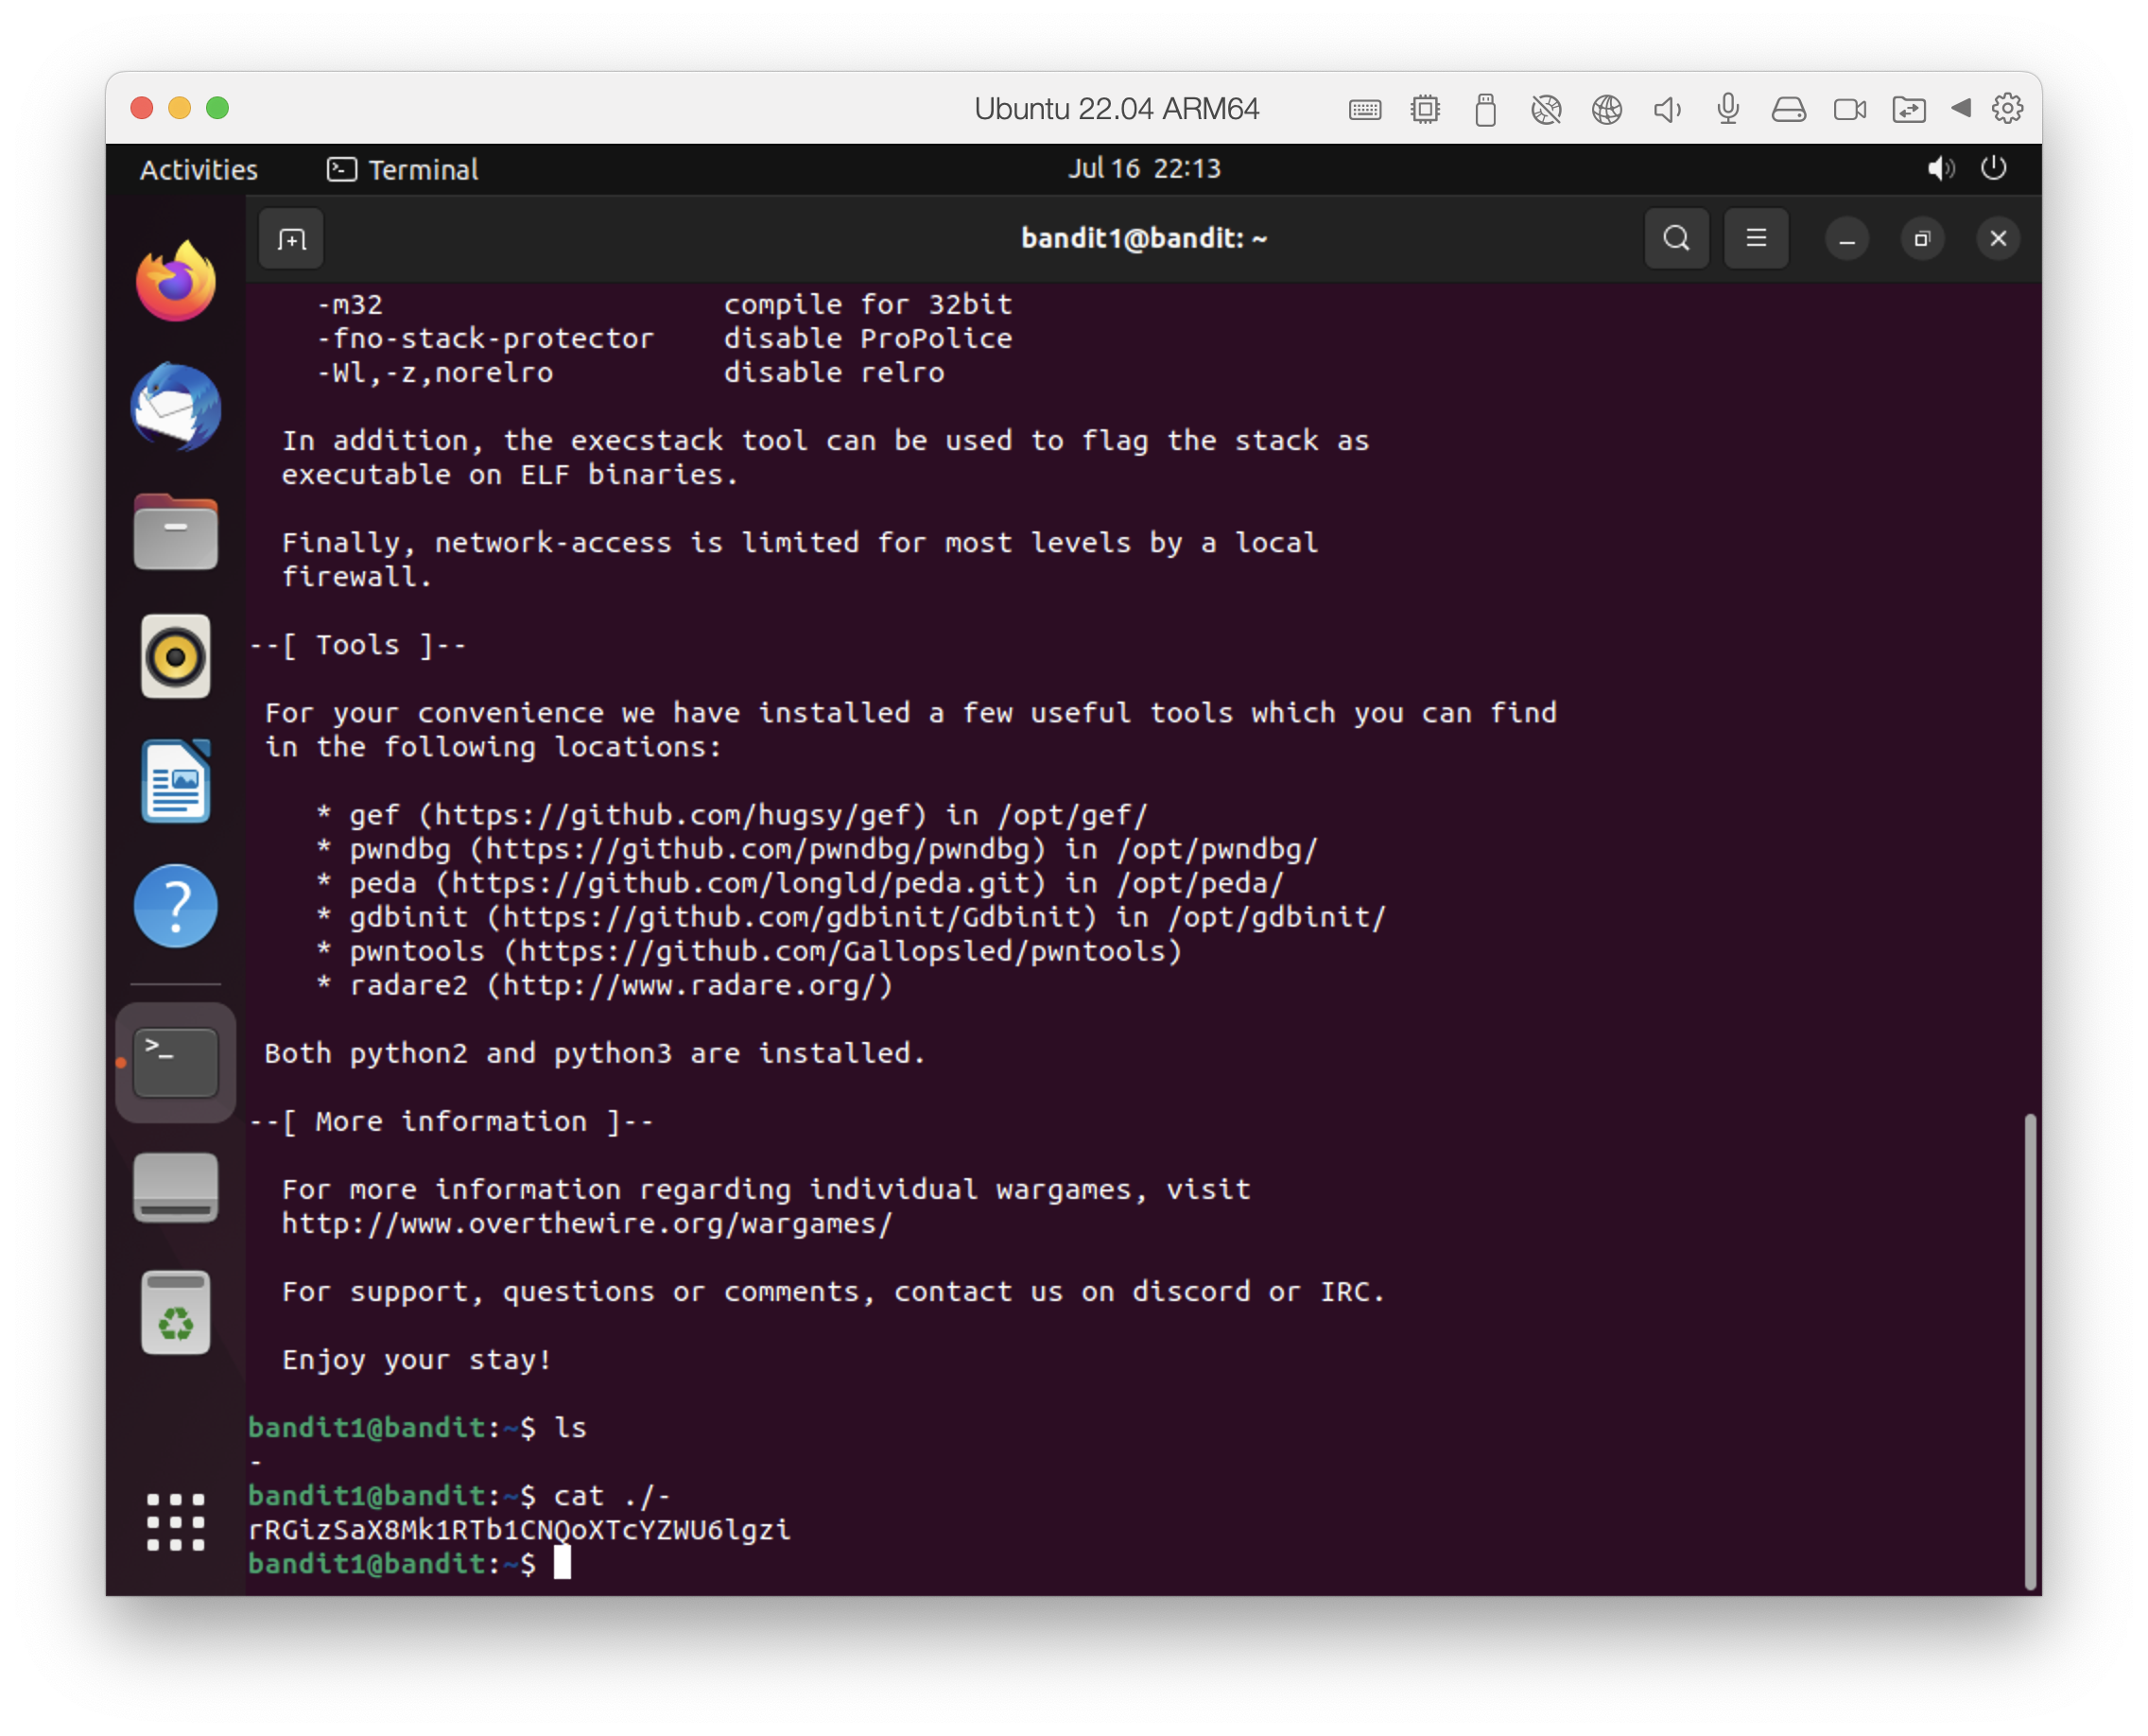 Ubuntu 22.04 ARM64
Activities
Terminal
Jul 16 22:13
bandit1@bandit: ~
-m32 compile for 32bit
-fno-stack-protector disable ProPolice
-Wl,-z,norelro disable relro
In addition, the execstack tool can be used to flag the stack as
executable on ELF binaries.
Finally, network-access is limited for most levels by a local
firewall.
--[ Tools ]--
For your convenience we have installed a few useful tools which you can find
in the following locations:
* gef (https://github.com/hugsy/gef) in /opt/gef/
* pwndbg (https://github.com/pwndbg/pwndbg) in /opt/pwndbg/
* peda (https://github.com/longld/peda.git) in /opt/peda/
* gdbinit (https://github.com/gdbinit/Gdbinit) in /opt/gdbinit/
* pwntools (https://github.com/Gallopsled/pwntools)
* radare2 (http://www.radare.org/)
Both python2 and python3 are installed.
--[ More information ]--
For more information regarding individual wargames, visit
http://www.overthewire.org/wargames/
For support, questions or comments, contact us on discord or IRC.
Enjoy your stay!
bandit1@bandit:~$ ls
-
bandit1@bandit:~$ cat ./-
rRGizSaX8Mk1RTb1CNQoXTcYZWU6lgzi
bandit1@bandit:~$